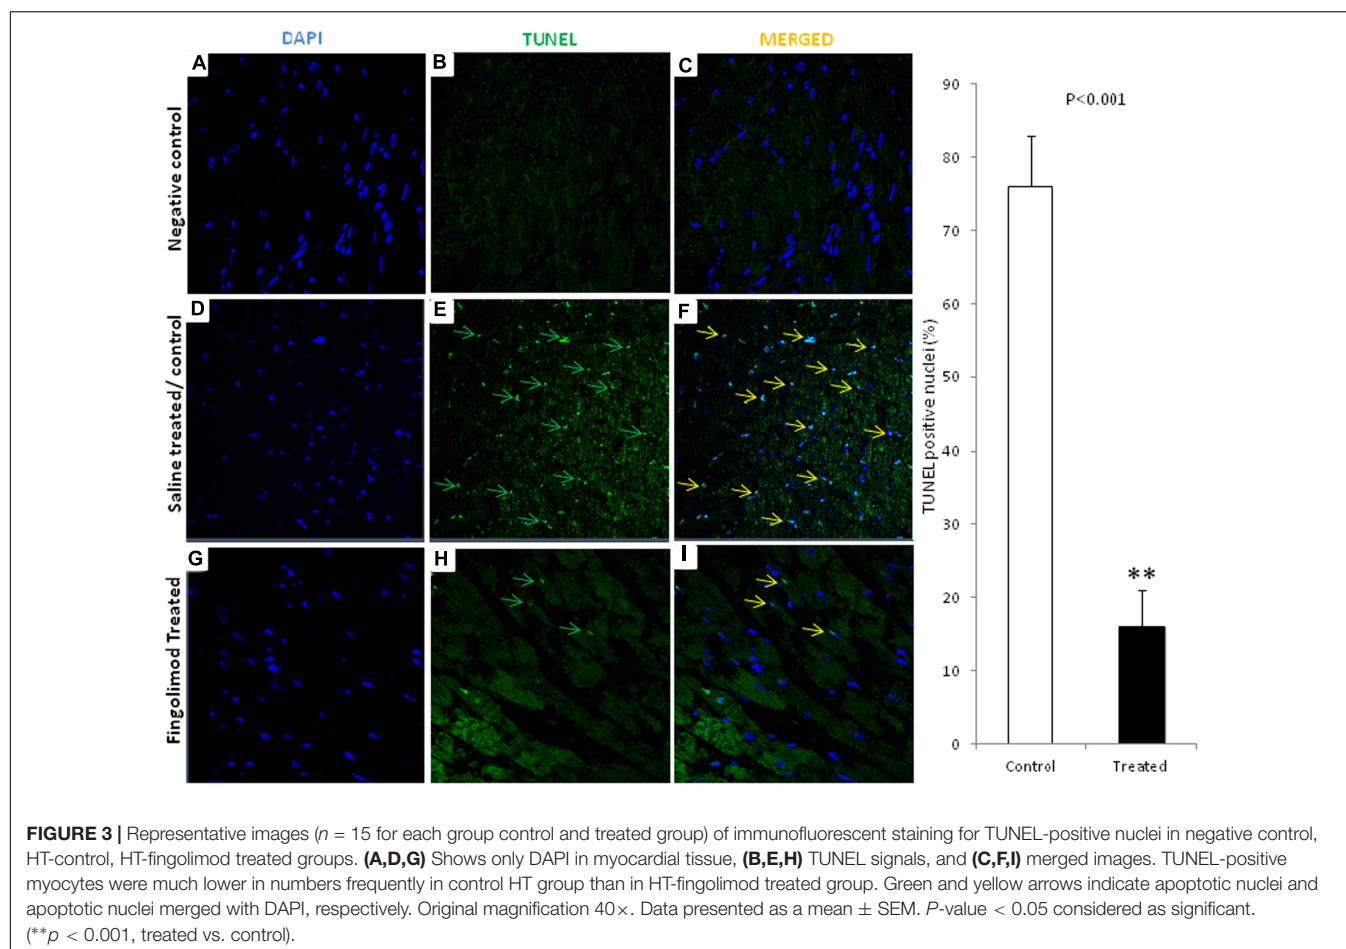 DAPI TUNEL MERGED
A B C
Negative control
D E F
Saline treated/ control
G H I
Fingolimod Treated
P<0.001
90
80
70
60
50
40
30
20
10
0
TUNEL positive nuclei (%)
**
Control Treated
FIGURE 3 | Representative images (n = 15 for each group control and treated group) of immunofluorescent staining for TUNEL-positive nuclei in negative control,
HT-control, HT-fingolimod treated groups. (A,D,G) Shows only DAPI in myocardial tissue, (B,E,H) TUNEL signals, and (C,F,I) merged images. TUNEL-positive
myocytes were much lower in numbers frequently in control HT group than in HT-fingolimod treated group. Green and yellow arrows indicate apoptotic nuclei and
apoptotic nuclei merged with DAPI, respectively. Original magnification 40×. Data presented as a mean ± SEM. P-value < 0.05 considered as significant.
(**p < 0.001, treated vs. control).